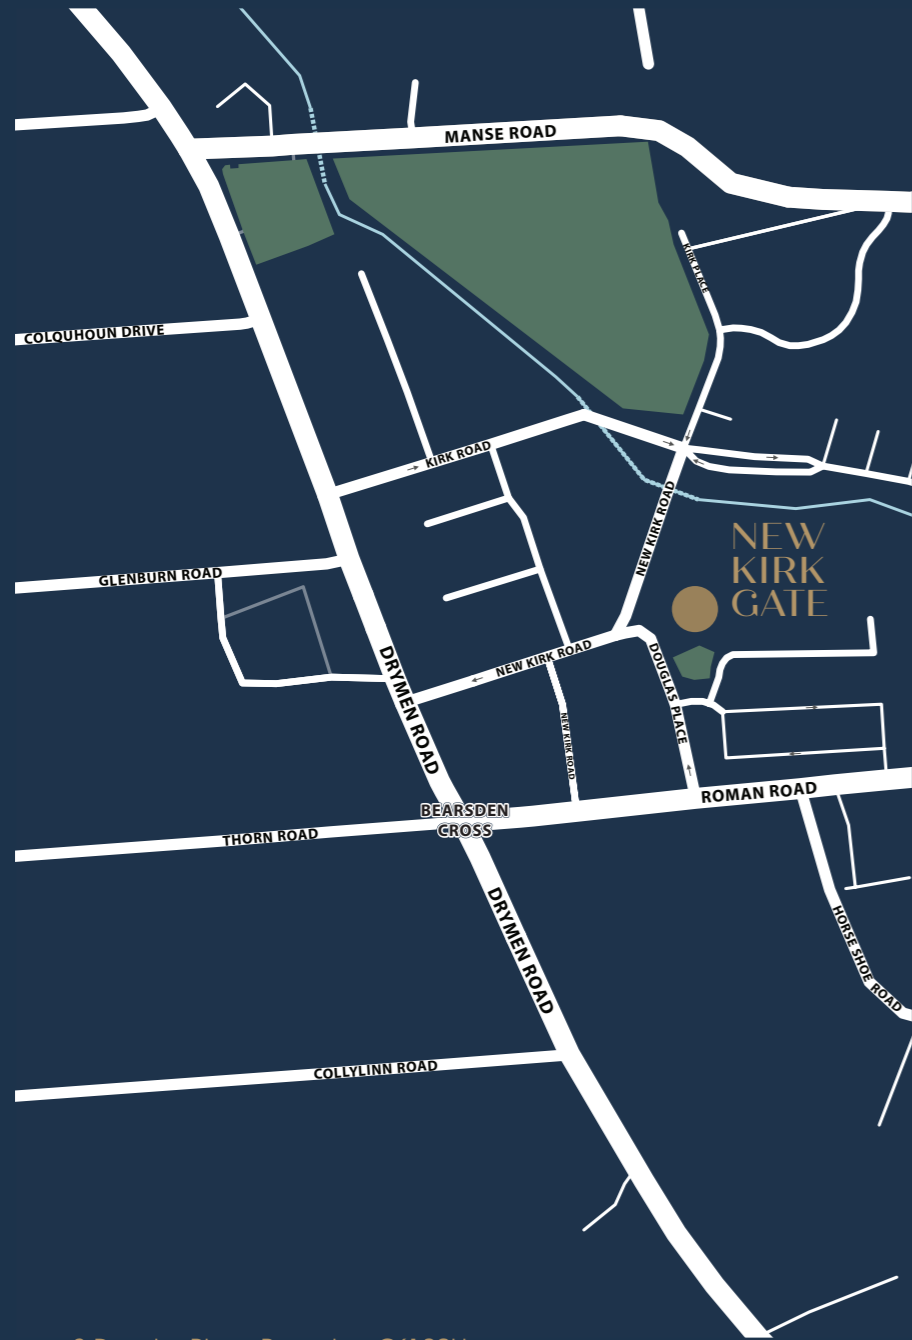 MANSE ROAD
KIRK PLACE
COLQUHOUN DRIVE
KIRK ROAD
NEW KIRK ROAD
NEW
KIRK
GATE
GLENBURN ROAD
NEW KIRK ROAD
DOUGLAS PLACE
DRYMEN ROAD
NEW KIRK ROAD
ROMAN ROAD
BEARSDEN
CROSS
THORN ROAD
DRYMEN ROAD
HORSE SHOE ROAD
COLLYLINN ROAD